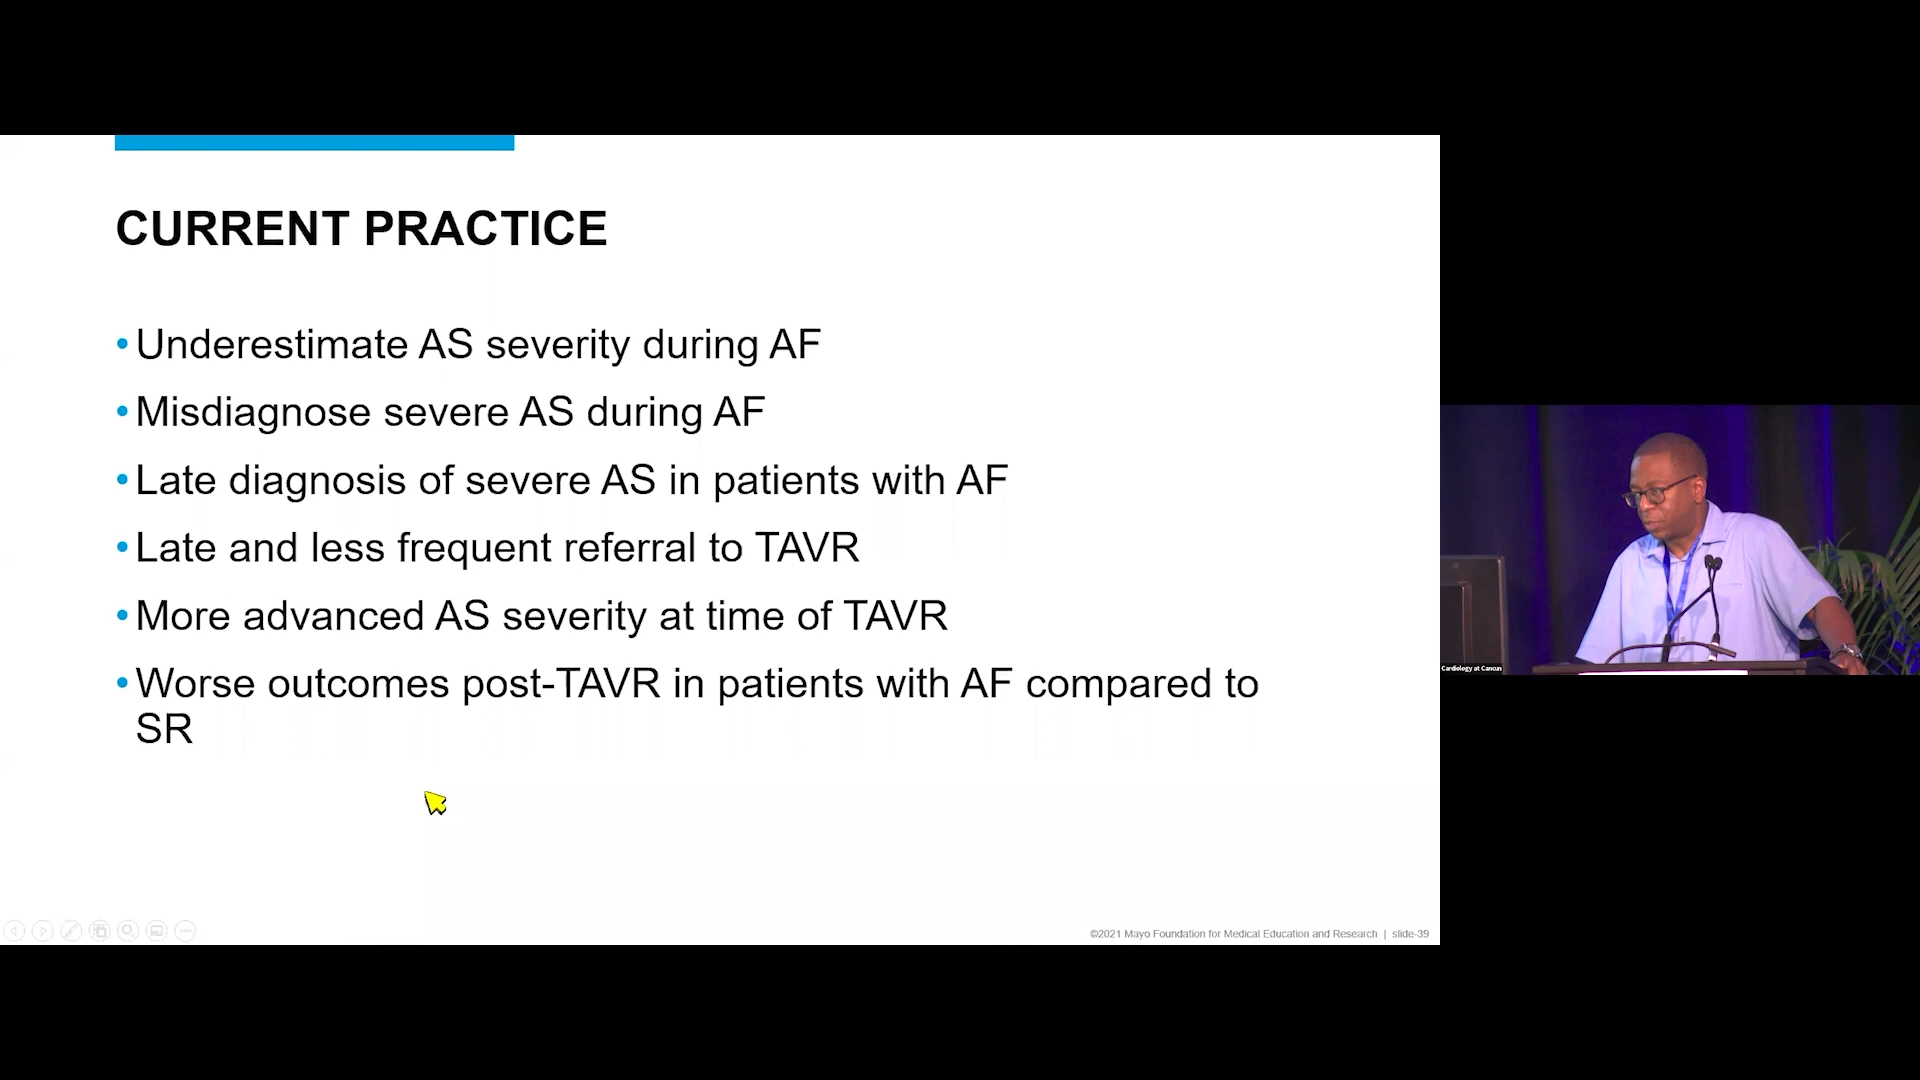 CURRENT PRACTICE
•Underestimate AS severity during AF
•Misdiagnose severe AS during AF
•Late diagnosis of severe AS in patients with AF
•Late and less frequent referral to TAVR
•More advanced AS severity at time of TAVR
•Worse outcomes post-TAVR in patients with AF compared to
SR
©2021 Mayo Foundation for Medical Education and Research | slide-39
Cardiology at Cancun